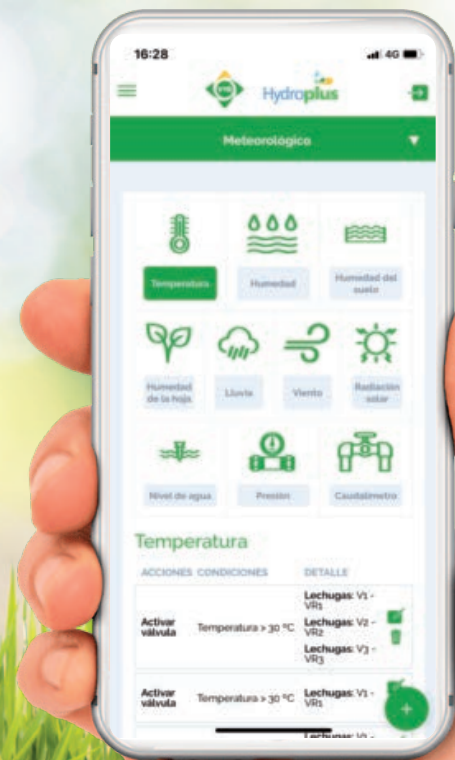 16:28
4G
Hydroplus
Meteorológico
Temperatura
Humedad
Humedad del
suelo
Humedad
de la hoja
Lluvia
Viento
Radiación
solar
Nivel de agua
Presión
Caudalímetro
Temperatura
ACCIONES CONDICIONES DETALLE
Activar
válvula
Temperatura > 30 ºC
Lechugas: V1 -
VR1
Lechugas: V2 -
VR2
Lechugas: V3 -
VR3
Activar
válvula
Temperatura > 30 ºC
Lechugas: V1 -
VR1
Lechugas: V2 -
+